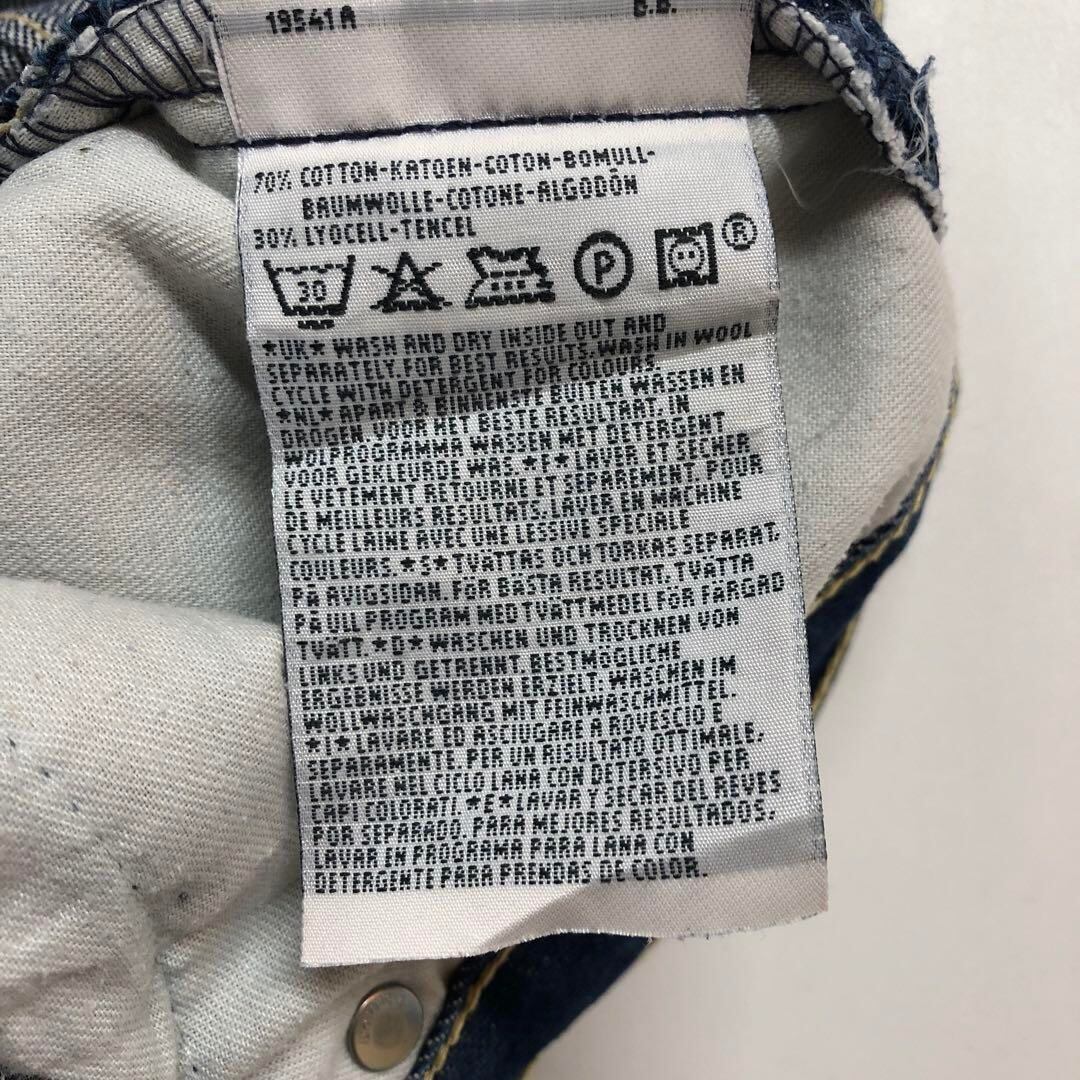 19541A B.B.
70% COTTON-KATOEN-COTON-BOMULL-
BAUMWOLLE-COTONE-ALGODÓN
30% LYOCELL-TENCEL
30 P ®
*UK* WASH AND DRY INSIDE OUT AND
SEPARATELY FOR BEST RESULTS. WASH IN WOOL
CYCLE WITH DETERGENT FOR COLOURS.
*NL* APART & BINNENSTE BUITEN WASSEN EN
DROGEN. VOOR HET BESTE RESULTAAT. IN
WOLPROGRAMMA WASSEN MET DETERGENT
VOOR GEKLEURDE WAS. *F* LAVER. ET SECHER
LE VETEMENT RETOURNE ET SEPAREMENT. POUR
DE MEILLEURS RESULTATS. LAVER EN MACHINE
CYCLE LAINE AVEC UNE LESSIVE SPECIALE
COULEURS. *S* TVÄTTAS OCH TORKAS SEPARAT.
PÅ AVIGSIDAN. FÖR BÄSTA RESULTAT. TVÄTTA
PÅ ULL PROGRAM MED TVÄTTMEDEL FÖR FÄRGAD
TVÄTT. *D* WASCHEN UND TROCKNEN VON
LINKS UND GETRENNT. BESTMÖGLICHE
ERGEBNISSE WERDEN ERZIELT. WASCHEN IM
WOLLWASCHGANG MIT FEINWASCHMITTEL.
*I* LAVARE ED ASCIUGARE A ROVESCIO E
SEPARAMENTE. PER UN RISULTATO OTTIMALE.
LAVARE NEL CICLO LANA CON DETERSIVO PER
CAPI COLORATI. *E* LAVAR Y SECAR DEL REVES
POR SEPARADO. PARA MEJORES RESULTADOS.
LAVAR EN PROGRAMA PARA LANA CON
DETERGENTE PARA PRENDAS DE COLOR.